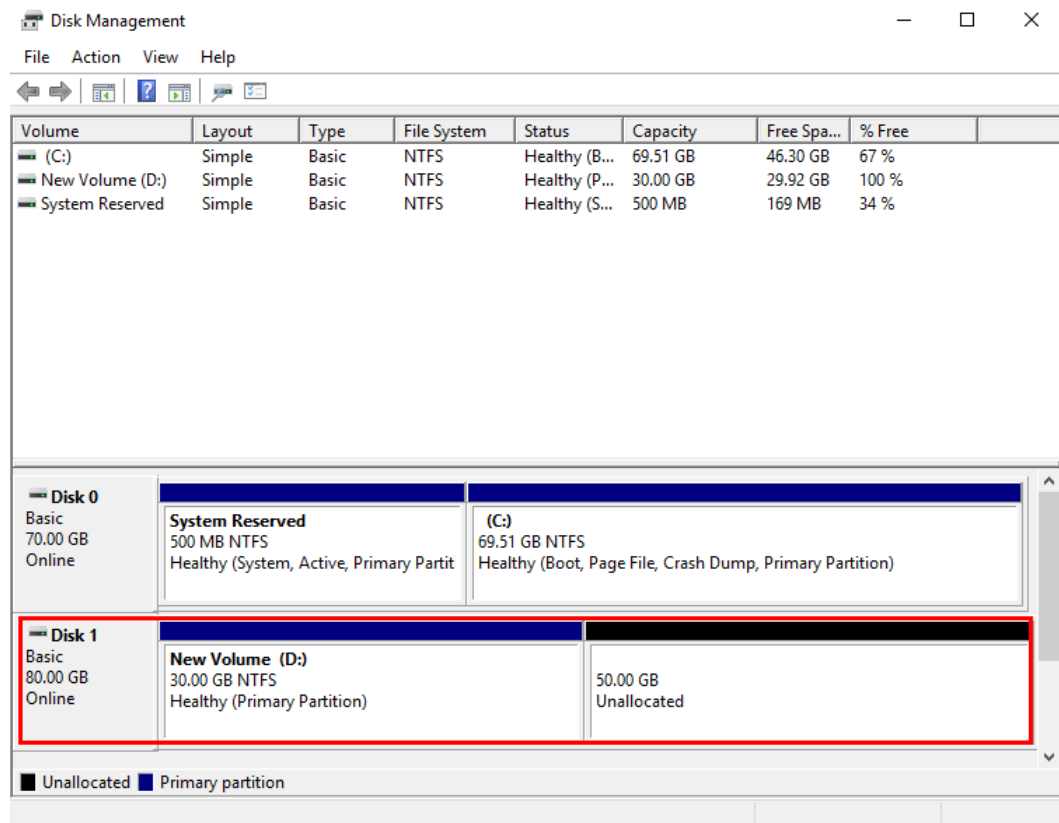 Disk Management
File Action View Help
Volume Layout Type File System Status Capacity Free Spa... % Free
(C:) Simple Basic NTFS Healthy (B... 69.51 GB 46.30 GB 67 %
New Volume (D:) Simple Basic NTFS Healthy (P... 30.00 GB 29.92 GB 100 %
System Reserved Simple Basic NTFS Healthy (S... 500 MB 169 MB 34 %
Disk 0
Basic
70.00 GB
Online
System Reserved
500 MB NTFS
Healthy (System, Active, Primary Partit
(C:)
69.51 GB NTFS
Healthy (Boot, Page File, Crash Dump, Primary Partition)
Disk 1
Basic
80.00 GB
Online
New Volume (D:)
30.00 GB NTFS
Healthy (Primary Partition)
50.00 GB
Unallocated
Unallocated Primary partition